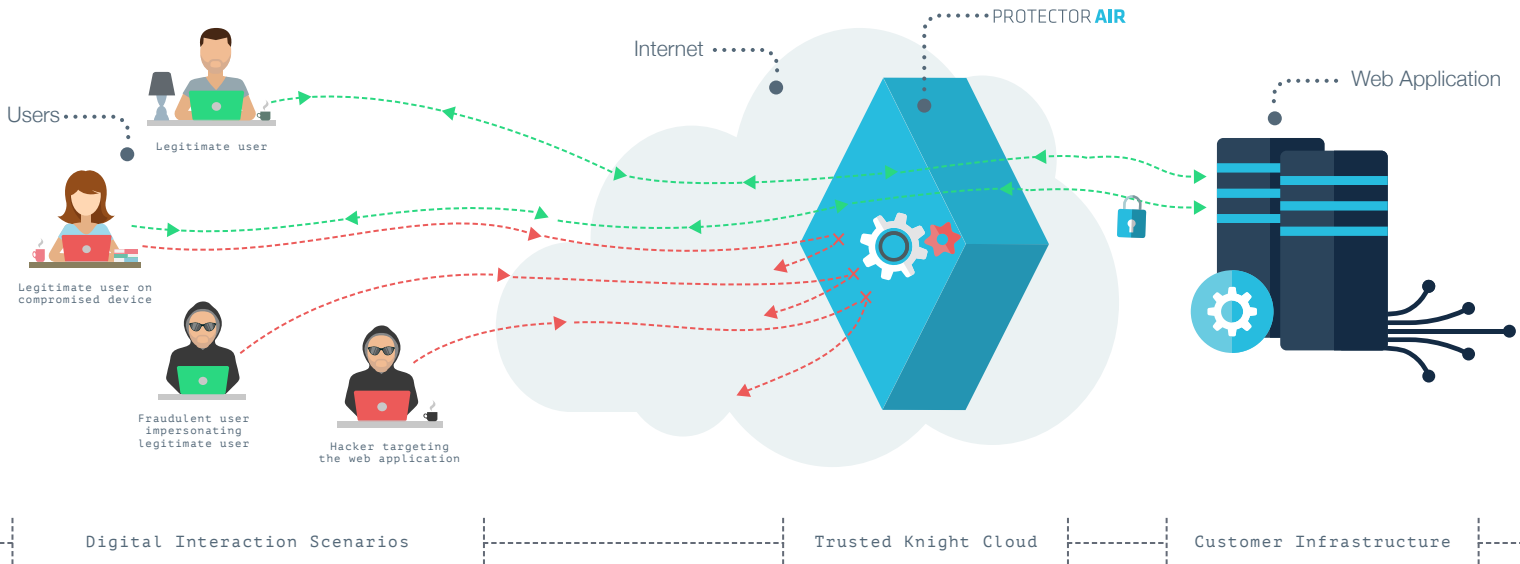 PROTECTOR AIR
Internet
Web Application
Users
Legitimate user
Legitimate user on
compromised device
Fraudulent user
impersonating
legitimate user
Hacker targeting
the web application
Digital Interaction Scenarios
Trusted Knight Cloud
Customer Infrastructure